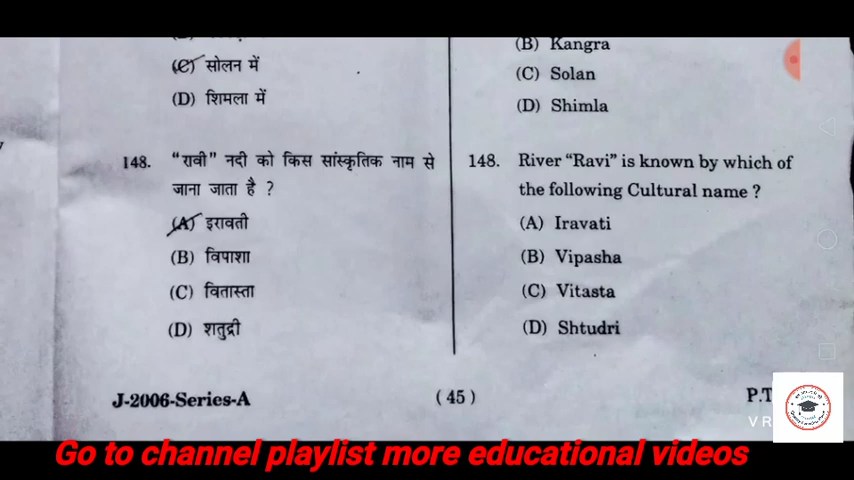 (C) सोलन में
(D) शिमला में
148. "रावी" नदी को किस सांस्कृतिक नाम से
जाना जाता है ?
(A) इरावती
(B) विपाशा
(C) वितास्ता
(D) शतुद्री
(B) Kangra
(C) Solan
(D) Shimla
148. River "Ravi" is known by which of
the following Cultural name ?
(A) Iravati
(B) Vipasha
(C) Vitasta
(D) Shtudri
J-2006-Series-A
( 45 )
P.T
V R
Go to channel playlist more educational videos